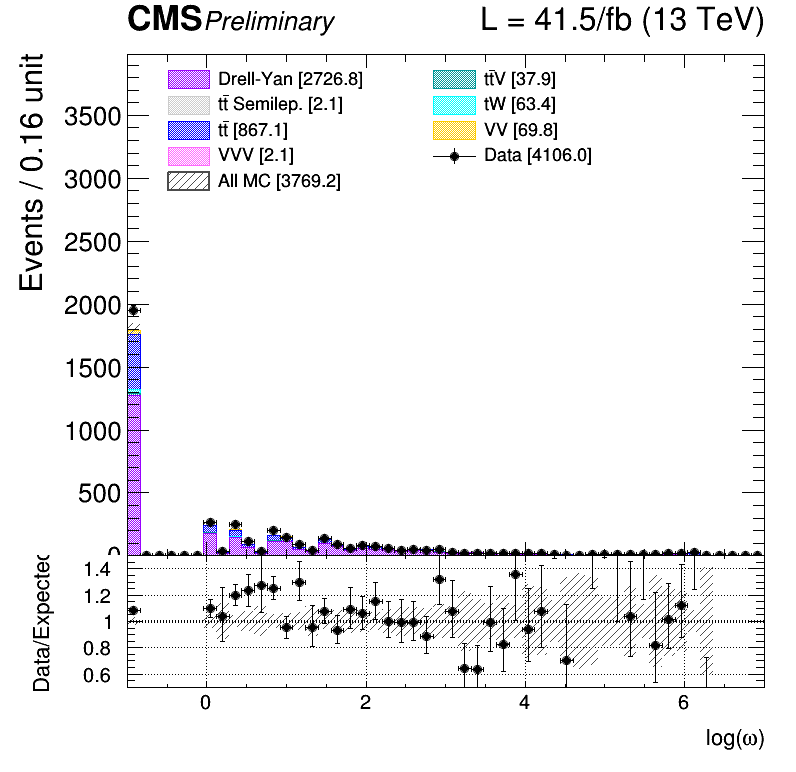 CMS Preliminary L = 41.5/fb (13 TeV)
Events / 0.16 unit
Drell-Yan [2726.8]
tt̄ Semilep. [2.1]
tt̄ [867.1]
VVV [2.1]
All MC [3769.2]
tt̄V [37.9]
tW [63.4]
VV [69.8]
Data [4106.0]
3500
3000
2500
2000
1500
1000
500
0
Data/Expected
1.4
1.2
1
0.8
0.6
0 2 4 6
log(ω)